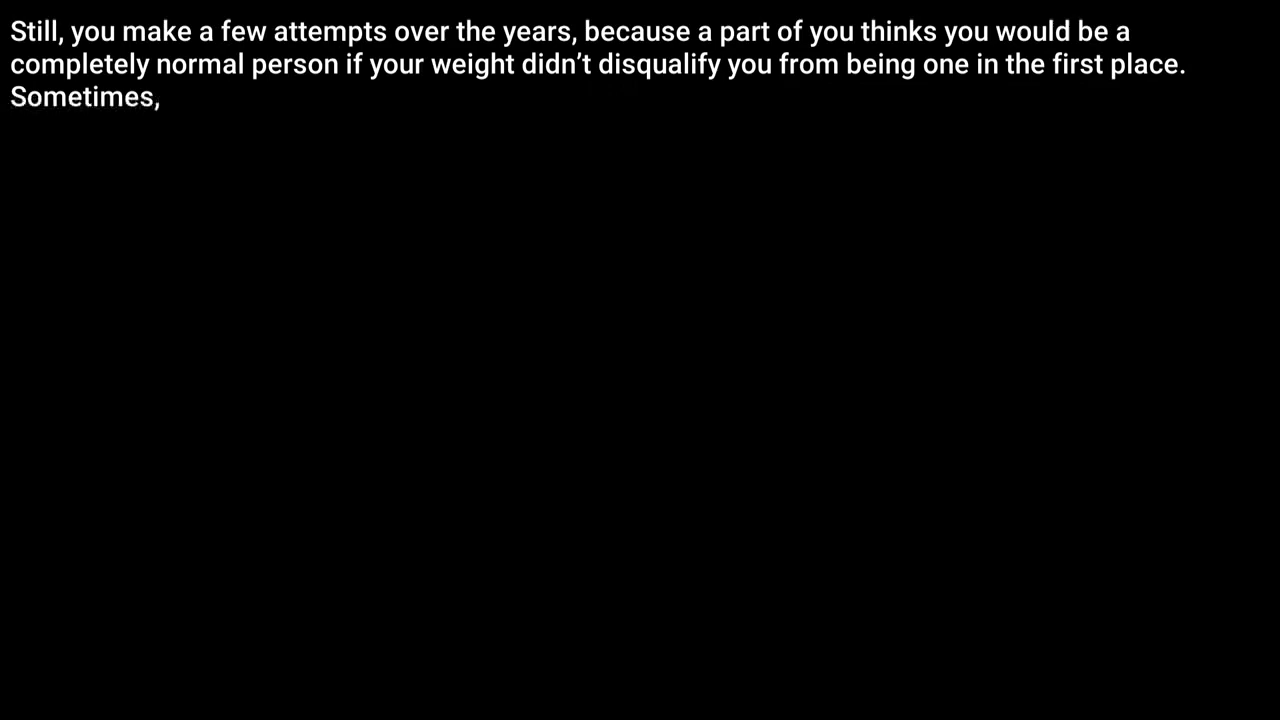 Still, you make a few attempts over the years, because a part of you thinks you would be a
completely normal person if your weight didn’t disqualify you from being one in the first place.
Sometimes,